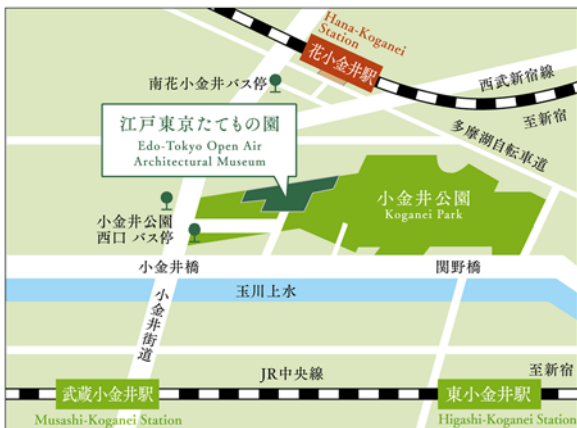 Hana-Koganei
Station
花小金井駅
南花小金井バス停
西武新宿線
至新宿
多摩湖自転車道
江戸東京たてもの園
Edo-Tokyo Open Air
Architectural Museum
小金井公園
Koganei Park
小金井公園
西口 バス停
小金井橋
関野橋
玉川上水
小金井街道
JR中央線
至新宿
武蔵小金井駅
Musashi-Koganei Station
東小金井駅
Higashi-Koganei Station